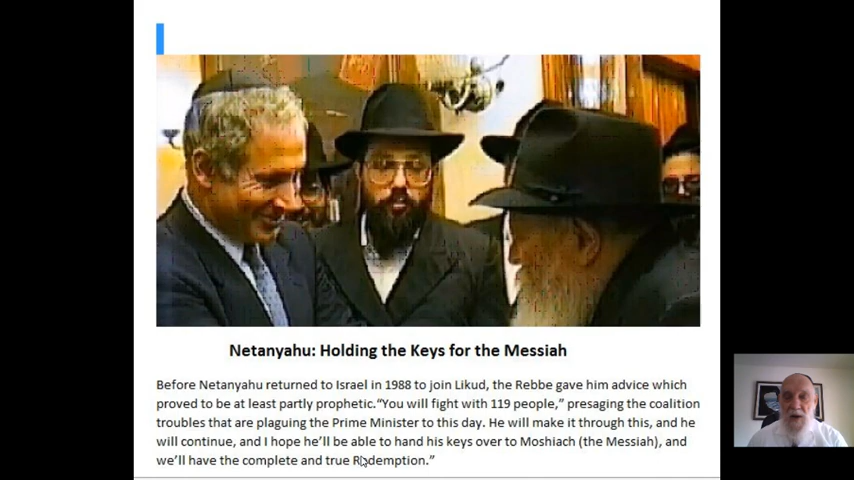 Netanyahu: Holding the Keys for the Messiah
Before Netanyahu returned to Israel in 1988 to join Likud, the Rebbe gave him advice which
proved to be at least partly prophetic.“You will fight with 119 people,” presaging the coalition
troubles that are plaguing the Prime Minister to this day. He will make it through this, and he
will continue, and I hope he’ll be able to hand his keys over to Moshiach (the Messiah), and
we’ll have the complete and true Redemption.”